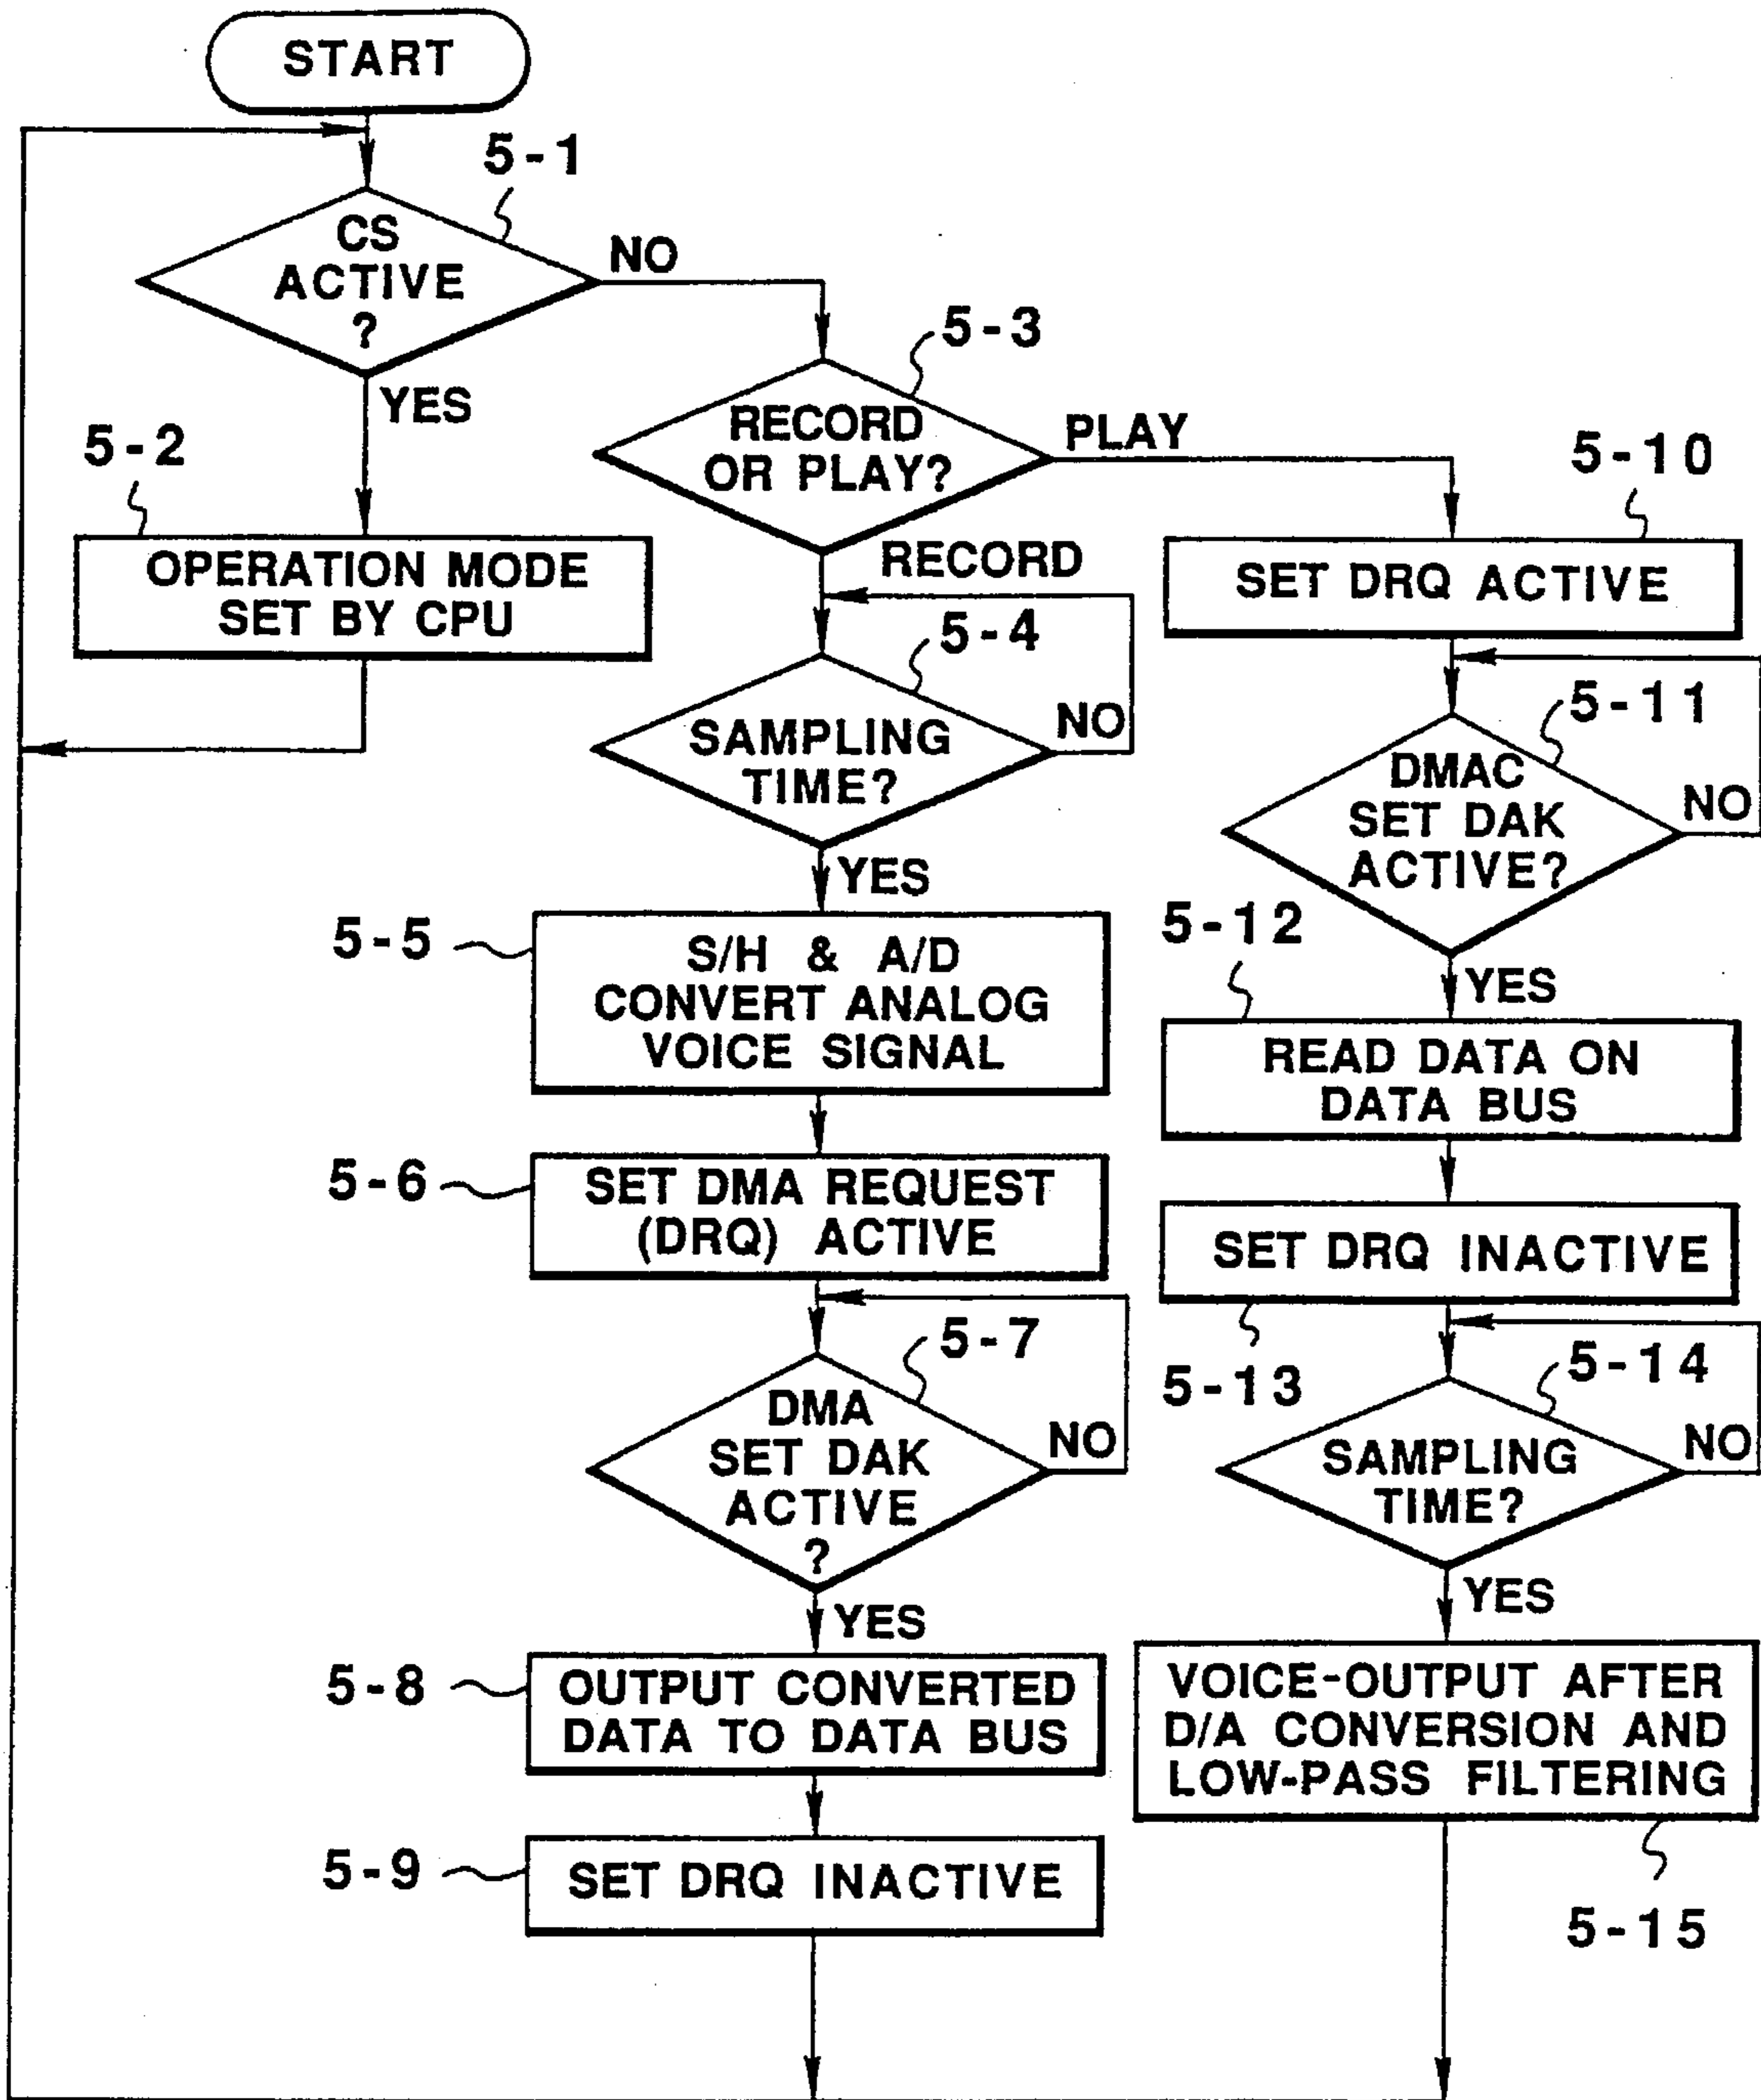 START
5-1
CS
ACTIVE
?
NO
YES
5-2
OPERATION MODE
SET BY CPU
5-3
RECORD
OR PLAY?
PLAY
RECORD
5-4
SAMPLING
TIME?
NO
YES
5-5
S/H & A/D
CONVERT ANALOG
VOICE SIGNAL
5-6
SET DMA REQUEST
(DRQ) ACTIVE
5-7
DMA
SET DAK
ACTIVE
?
NO
YES
5-8
OUTPUT CONVERTED
DATA TO DATA BUS
5-9
SET DRQ INACTIVE
5-10
SET DRQ ACTIVE
5-11
DMAC
SET DAK
ACTIVE?
NO
YES
5-12
READ DATA ON
DATA BUS
SET DRQ INACTIVE
5-13
5-14
SAMPLING
TIME?
NO
YES
VOICE-OUTPUT AFTER
D/A CONVERSION AND
LOW-PASS FILTERING
5-15